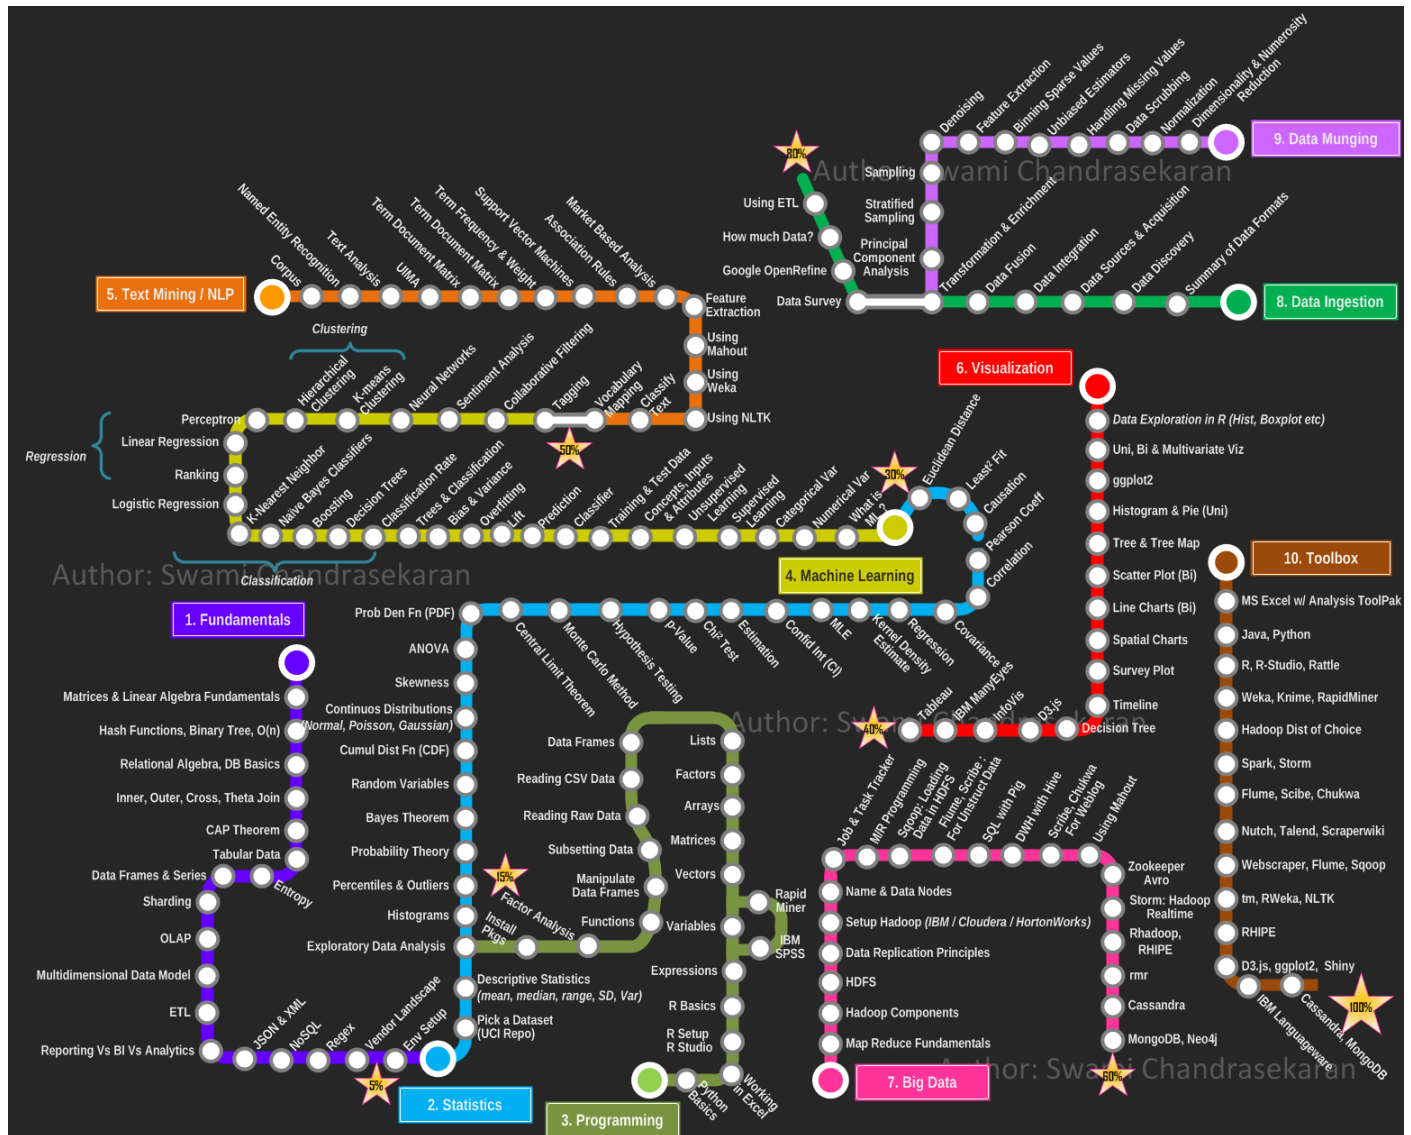 Author: Swami Chandrasekaran
9. Data Munging
Denoising
Feature Extraction
Binning Sparse Values
Unbiased Estimators
Handling Missing Values
Data Scrubbing
Normalization
Dimensionality & Numerosity
Reduction
Sampling
Stratified
Sampling
Principal
Component
Analysis
80%
Using ETL
How much Data?
Google OpenRefine
Data Survey
Transformation & Enrichment
Data Fusion
Data Integration
Data Sources & Acquisition
Data Discovery
Summary of Data Formats
8. Data Ingestion
5. Text Mining / NLP
Corpus
Named Entity Recognition
Text Analysis
UIMA
Term Document Matrix
Term Document Matrix
Term Frequency & Weight
Support Vector Machines
Association Rules
Market Based Analysis
Feature
Extraction
Using
Mahout
Using
Weka
Using NLTK
Classify
Text
Vocabulary
Mapping
50%
Tagging
Collaborative Filtering
Sentiment Analysis
Neural Networks
Clustering
K-means
Clustering
Hierarchical
Clustering
Perceptron
Regression
Linear Regression
Ranking
Logistic Regression
K-Nearest Neighbor
Naïve Bayes Classifiers
Boosting
Decision Trees
Classification Rate
Trees & Classification
Bias & Variance
Overfitting
Lift
Prediction
Classifier
Training & Test Data
Concepts, Inputs
& Attributes
Unsupervised
Learning
Supervised
Learning
Categorical Var
Numerical Var
What is
ML?
30%
Classification
Author: Swami Chandrasekaran
4. Machine Learning
Euclidean Distance
Least² Fit
Causation
Pearson Coeff
Correlation
Covariance
Regression
Kernel Density
Estimate
MLE
Confid Int (CI)
Estimation
Chi² Test
p-Value
Hypothesis Testing
Monte Carlo Method
Central Limit Theorem
Prob Den Fn (PDF)
ANOVA
Skewness
Continuos Distributions
(Normal, Poisson, Gaussian)
Cumul Dist Fn (CDF)
Random Variables
Bayes Theorem
Probability Theory
Percentiles & Outliers
Histograms
Exploratory Data Analysis
Descriptive Statistics
(mean, median, range, SD, Var)
Pick a Dataset
(UCI Repo)
2. Statistics
1. Fundamentals
Matrices & Linear Algebra Fundamentals
Hash Functions, Binary Tree, O(n)
Relational Algebra, DB Basics
Inner, Outer, Cross, Theta Join
CAP Theorem
Tabular Data
Entropy
Data Frames & Series
Sharding
OLAP
Multidimensional Data Model
ETL
Reporting Vs BI Vs Analytics
JSON & XML
NoSQL
Regex
Vendor Landscape
Env Setup
5%
3. Programming
Python
Basics
Working
in Excel
R Setup
R Studio
R Basics
Expressions
Variables
IBM
SPSS
Rapid
Miner
Vectors
Matrices
Arrays
Factors
Lists
Data Frames
Reading CSV Data
Reading Raw Data
Subsetting Data
Manipulate
Data Frames
Functions
Factor Analysis
Install
Pkgs
15%
6. Visualization
Data Exploration in R (Hist, Boxplot etc)
Uni, Bi & Multivariate Viz
ggplot2
Histogram & Pie (Uni)
Tree & Tree Map
Scatter Plot (Bi)
Line Charts (Bi)
Spatial Charts
Survey Plot
Timeline
Decision Tree
D3.js
InfoVis
IBM ManyEyes
Tableau
40%
Author: Swami Chandrasekaran
7. Big Data
Map Reduce Fundamentals
Hadoop Components
HDFS
Data Replication Principles
Setup Hadoop (IBM / Cloudera / HortonWorks)
Name & Data Nodes
Job & Task Tracker
M/R Programming
Sqoop: Loading
Data in HDFS
Flume, Scribe :
For Unstruct Data
SQL with Pig
DWH with Hive
Scribe, Chukwa
For Weblog
Using Mahout
Zookeeper
Avro
Storm: Hadoop
Realtime
Rhadoop,
RHIPE
rmr
Cassandra
MongoDB, Neo4j
60%
Author: Swami Chandrasekaran
10. Toolbox
MS Excel w/ Analysis ToolPak
Java, Python
R, R-Studio, Rattle
Weka, Knime, RapidMiner
Hadoop Dist of Choice
Spark, Storm
Flume, Scibe, Chukwa
Nutch, Talend, Scraperwiki
Webscraper, Flume, Sqoop
tm, RWeka, NLTK
RHIPE
D3.js, ggplot2, Shiny
IBM Languageware
Cassandra, MongoDB
100%